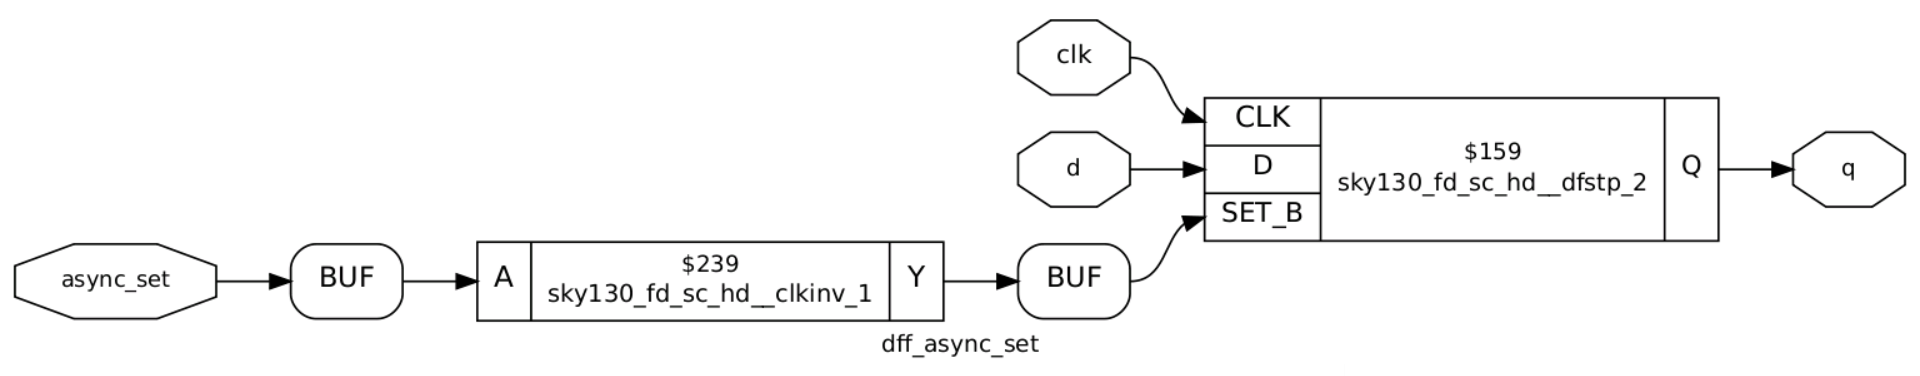 clk
CLK
D
SET_B
$159
sky130_fd_sc_hd__dfstp_2
Q
d
q
async_set
BUF
A
$239
sky130_fd_sc_hd__clkinv_1
Y
BUF
dff_async_set